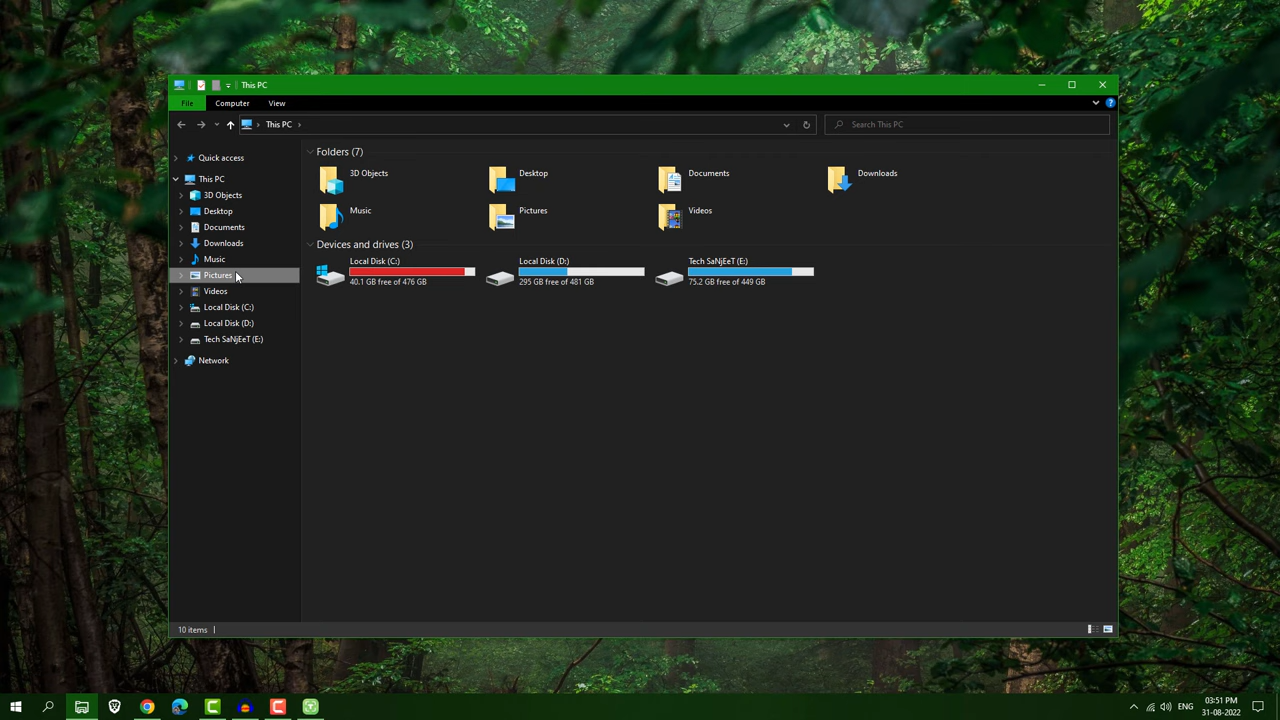 This PC
File Computer View
This PC
Search This PC
Quick access
This PC
3D Objects
Desktop
Documents
Downloads
Music
Pictures
Videos
Local Disk (C:)
Local Disk (D:)
Tech SaNjEeT (E:)
Network
Folders (7)
3D Objects
Desktop
Documents
Downloads
Music
Pictures
Videos
Devices and drives (3)
Local Disk (C:)
40.1 GB free of 476 GB
Local Disk (D:)
295 GB free of 481 GB
Tech SaNjEeT (E:)
75.2 GB free of 449 GB
10 items
ENG
03:51 PM
31-08-2022